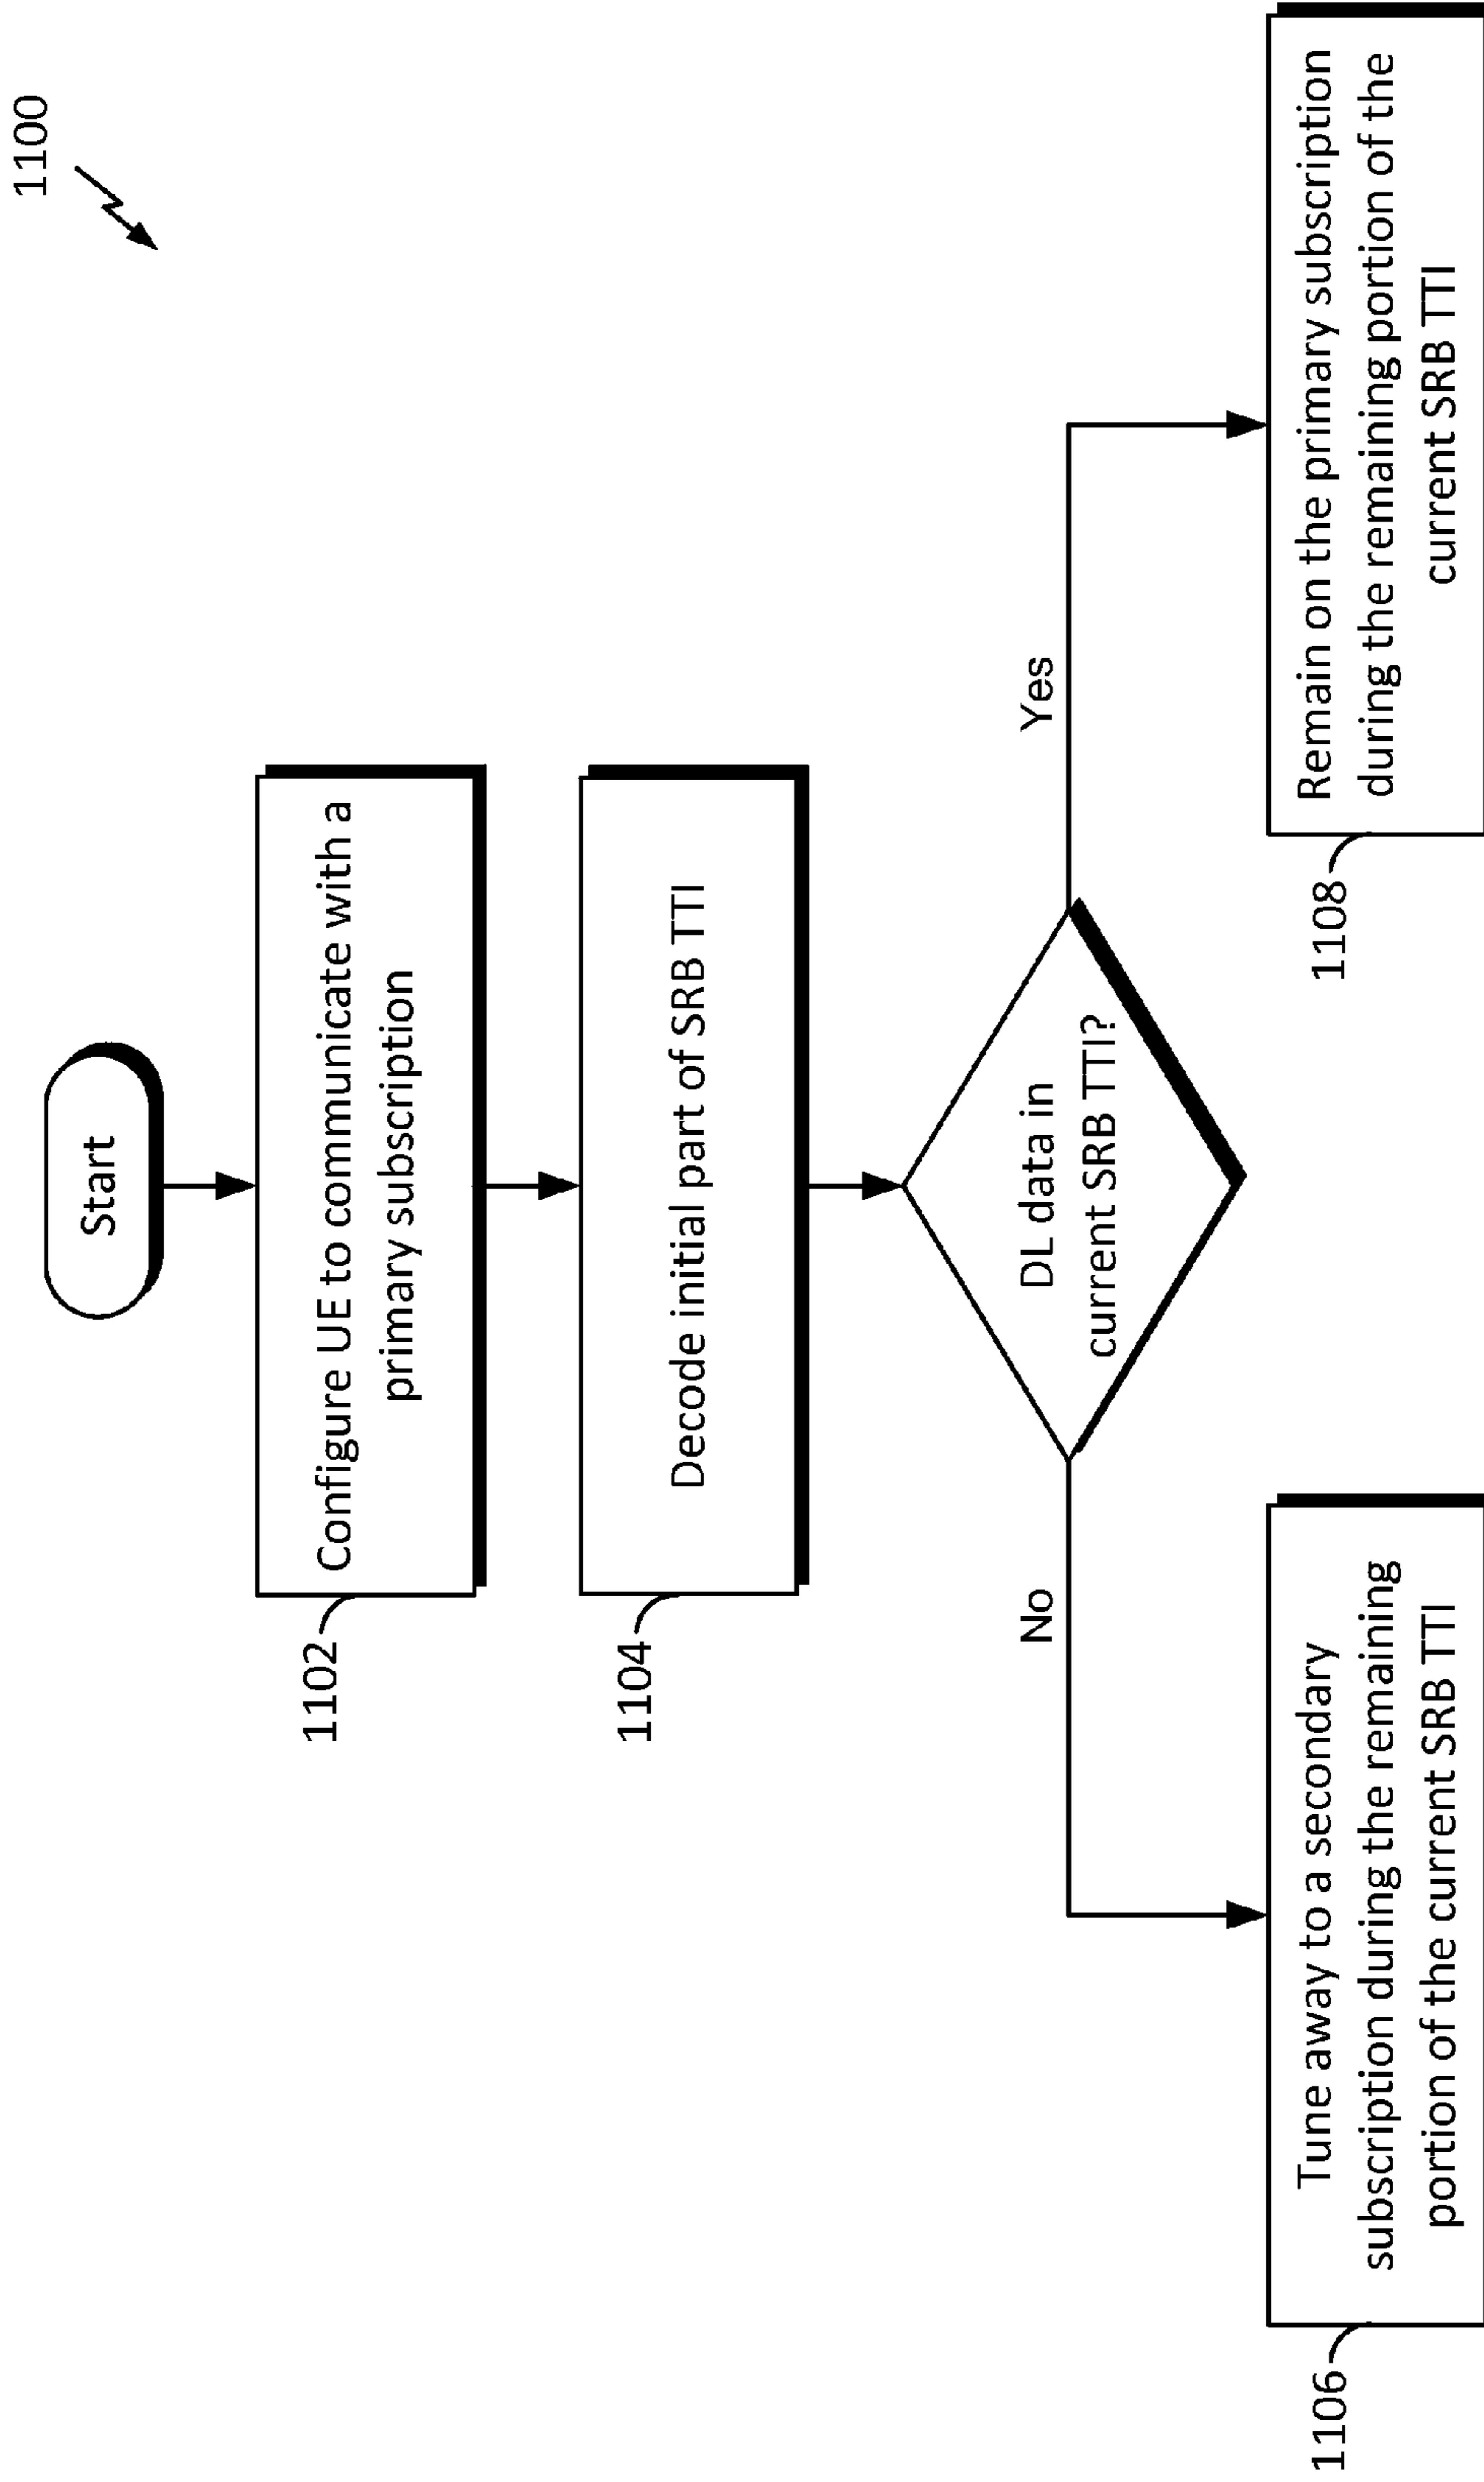 1100
Start
1102
Configure UE to communicate with a
primary subscription
1104
Decode initial part of SRB TTI
DL data in
current SRB TTI?
No
Yes
1106
Tune away to a secondary
subscription during the remaining
portion of the current SRB TTI
1108
Remain on the primary subscription
during the remaining portion of the
current SRB TTI